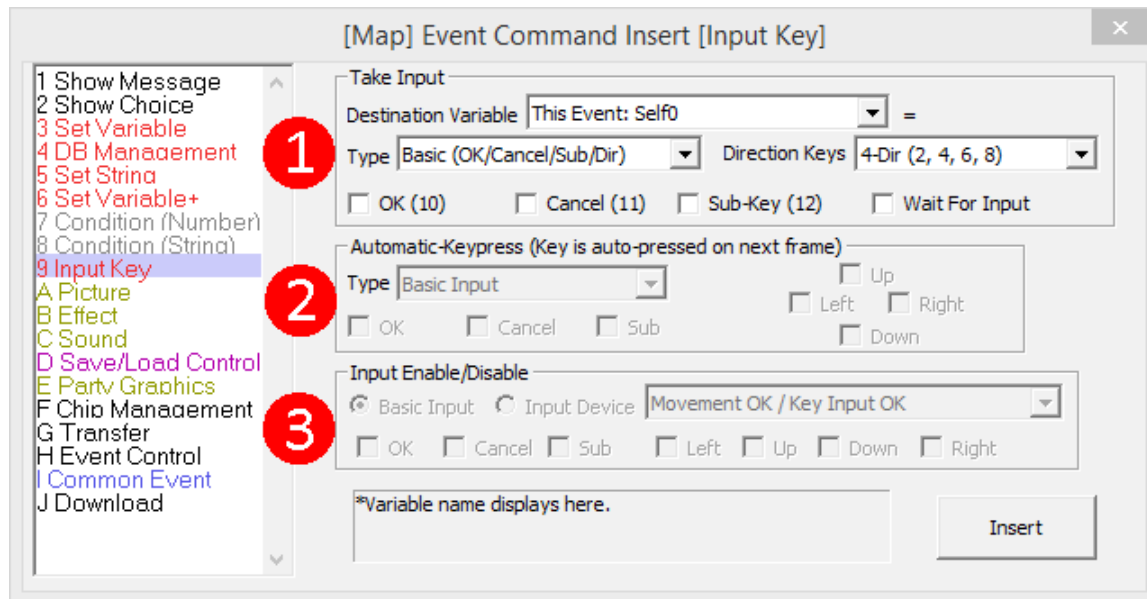 [Map] Event Command Insert [Input Key]
×
1 Show Message
2 Show Choice
3 Set Variable
4 DB Management
5 Set String
6 Set Variable+
7 Condition (Number)
8 Condition (String)
9 Input Key
A Picture
B Effect
C Sound
D Save/Load Control
E Party Graphics
F Chip Management
G Transfer
H Event Control
I Common Event
J Download
1
Take Input
Destination Variable This Event: Self0 =
Type Basic (OK/Cancel/Sub/Dir) Direction Keys 4-Dir (2, 4, 6, 8)
OK (10) Cancel (11) Sub-Key (12) Wait For Input
2
Automatic-Keypress (Key is auto-pressed on next frame)
Type Basic Input Up
Left Right
OK Cancel Sub Down
3
Input Enable/Disable
Basic Input Input Device Movement OK / Key Input OK
OK Cancel Sub Left Up Down Right
*Variable name displays here.
Insert